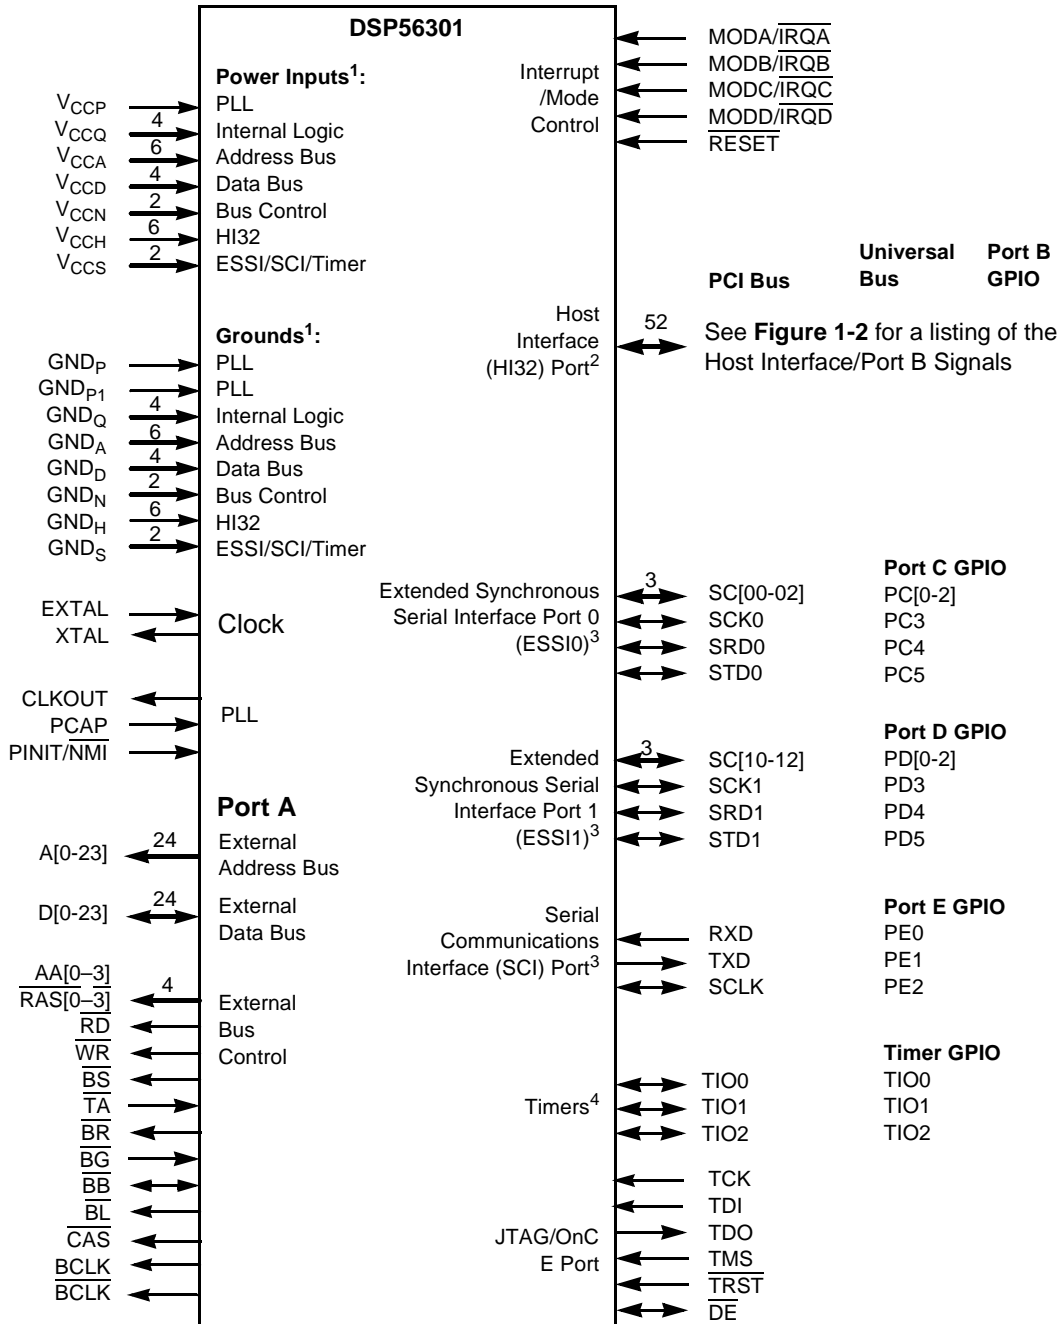 DSP56301
Power Inputs1:
VCCP PLL
VCCQ 4 Internal Logic
VCCA 6 Address Bus
VCCD 4 Data Bus
VCCN 2 Bus Control
VCCH 6 HI32
VCCS 2 ESSI/SCI/Timer
Grounds1:
GNDP PLL
GNDP1 PLL
GNDQ 4 Internal Logic
GNDA 6 Address Bus
GNDD 4 Data Bus
GNDN 2 Bus Control
GNDH 6 HI32
GNDS 2 ESSI/SCI/Timer
EXTAL
XTAL
Clock
CLKOUT
PCAP
PINIT/NMI
PLL
Port A
A[0-23] 24 External
Address Bus
D[0-23] 24 External
Data Bus
AA[0–3]
RAS[0–3] 4
External
Bus
Control
RD
WR
BS
TA
BR
BG
BB
BL
CAS
BCLK
BCLK
Interrupt
/Mode
Control
MODA/IRQA
MODB/IRQB
MODC/IRQC
MODD/IRQD
RESET
PCI Bus
Universal
Bus
Port B
GPIO
Host
Interface
(HI32) Port2
52
See Figure 1-2 for a listing of the
Host Interface/Port B Signals
Extended Synchronous
Serial Interface Port 0
(ESSI0)3
Port C GPIO
3 SC[00-02] PC[0-2]
SCK0 PC3
SRD0 PC4
STD0 PC5
Extended
Synchronous Serial
Interface Port 1
(ESSI1)3
Port D GPIO
3 SC[10-12] PD[0-2]
SCK1 PD3
SRD1 PD4
STD1 PD5
Serial
Communications
Interface (SCI) Port3
Port E GPIO
RXD PE0
TXD PE1
SCLK PE2
Timers4
Timer GPIO
TIO0 TIO0
TIO1 TIO1
TIO2 TIO2
JTAG/OnC
E Port
TCK
TDI
TDO
TMS
TRST
DE